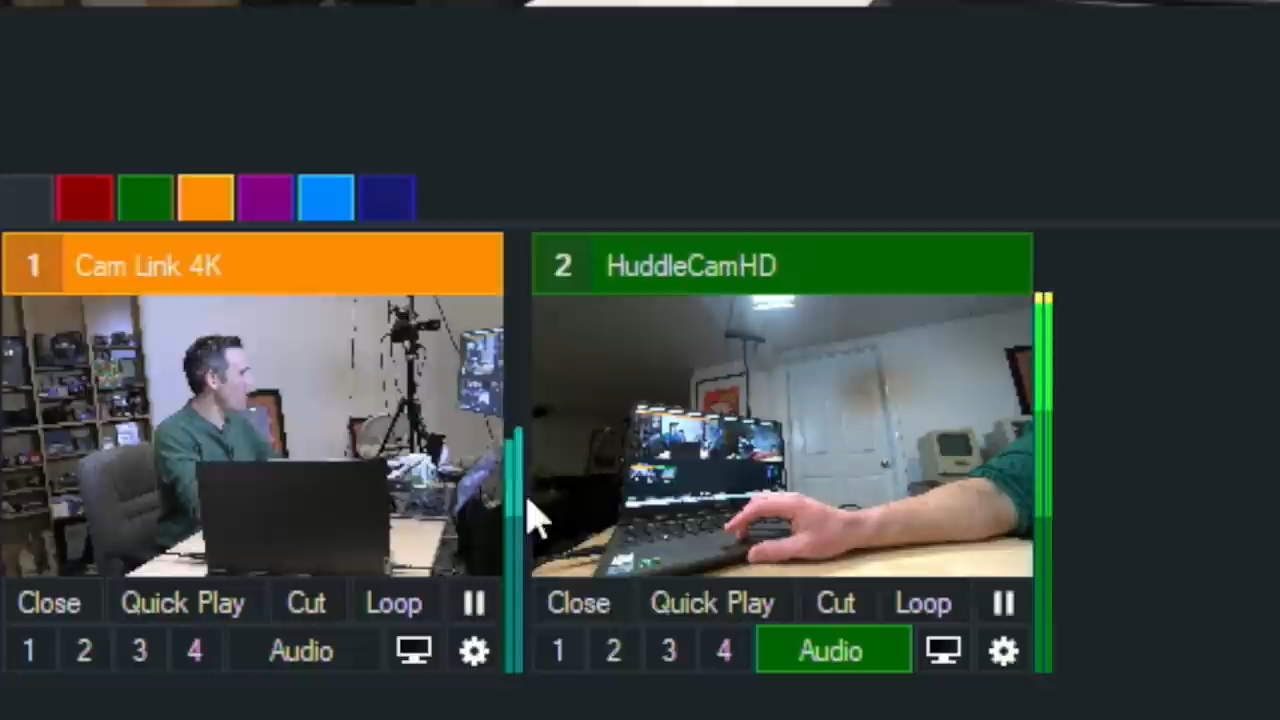 1 Cam Link 4K
2 HuddleCamHD
Close Quick Play Cut Loop
1 2 3 4 Audio
Close Quick Play Cut Loop
1 2 3 4 Audio